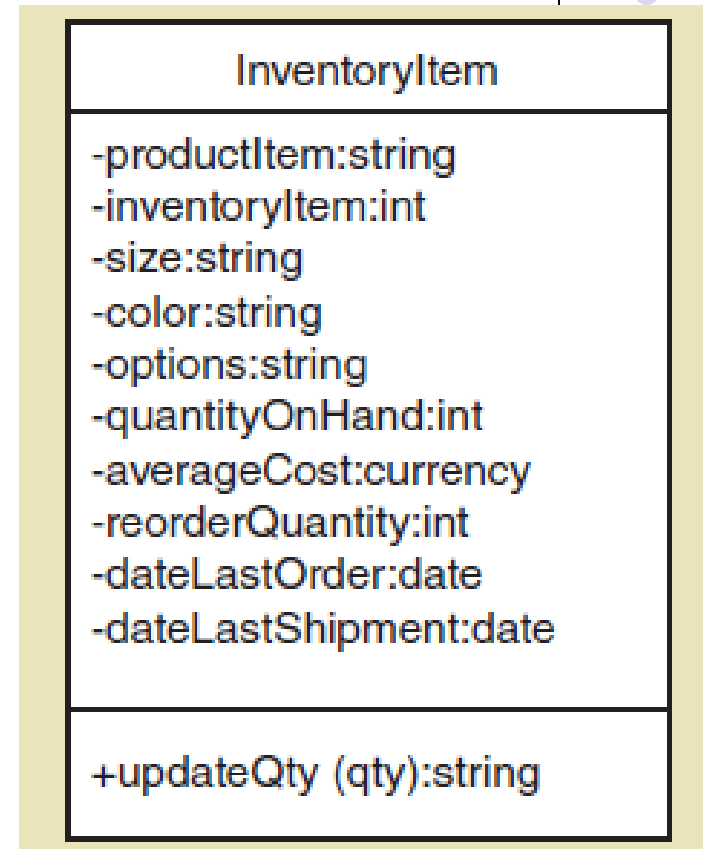 InventoryItem
-productItem:string
-inventoryItem:int
-size:string
-color:string
-options:string
-quantityOnHand:int
-averageCost:currency
-reorderQuantity:int
-dateLastOrder:date
-dateLastShipment:date
+updateQty (qty):string